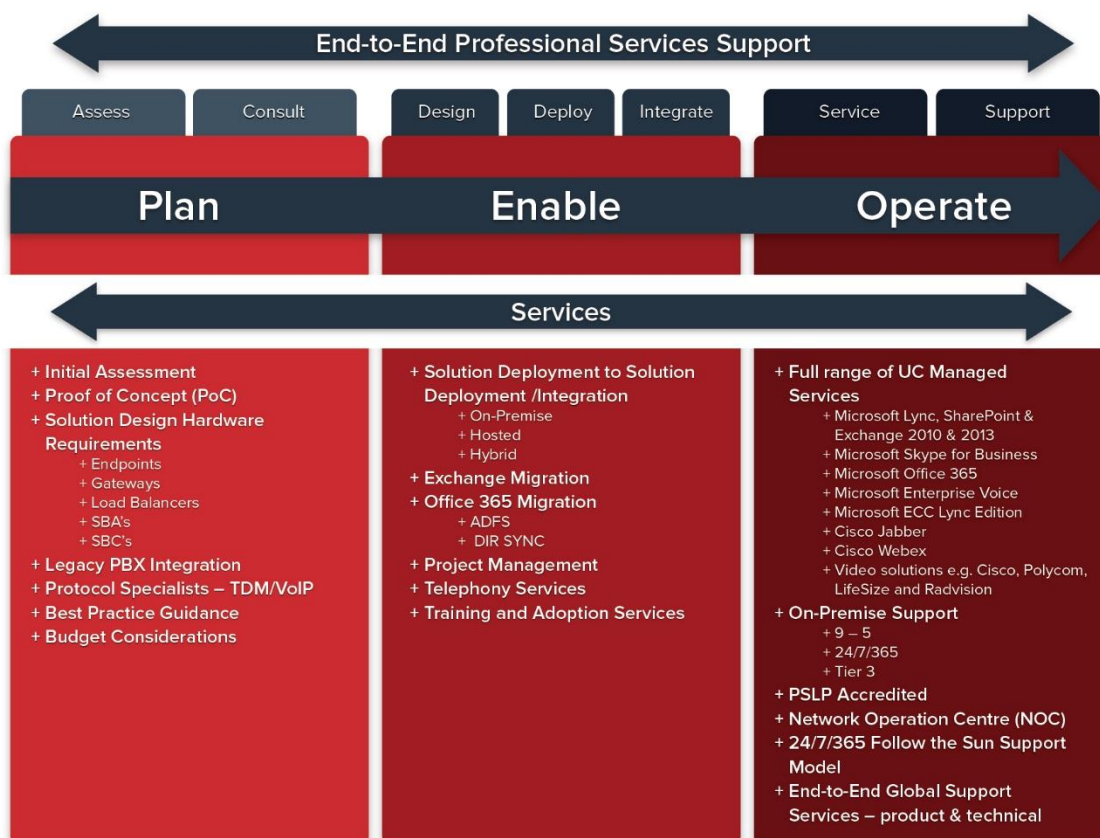 End-to-End Professional Services Support
Assess
Consult
Design
Deploy
Integrate
Service
Support
Plan
Enable
Operate
Services
+ Initial Assessment
+ Proof of Concept (PoC)
+ Solution Design Hardware
Requirements
+ Endpoints
+ Gateways
+ Load Balancers
+ SBA's
+ SBC's
+ Legacy PBX Integration
+ Protocol Specialists – TDM/VoIP
+ Best Practice Guidance
+ Budget Considerations
+ Solution Deployment to Solution
Deployment /Integration
+ On-Premise
+ Hosted
+ Hybrid
+ Exchange Migration
+ Office 365 Migration
+ ADFS
+ DIR SYNC
+ Project Management
+ Telephony Services
+ Training and Adoption Services
+ Full range of UC Managed
Services
+ Microsoft Lync, SharePoint &
Exchange 2010 & 2013
+ Microsoft Skype for Business
+ Microsoft Office 365
+ Microsoft Enterprise Voice
+ Microsoft ECC Lync Edition
+ Cisco Jabber
+ Cisco Webex
+ Video solutions e.g. Cisco, Polycom,
LifeSize and Radvision
+ On-Premise Support
+ 9 – 5
+ 24/7/365
+ Tier 3
+ PSLP Accredited
+ Network Operation Centre (NOC)
+ 24/7/365 Follow the Sun Support
Model
+ End-to-End Global Support
Services – product & technical